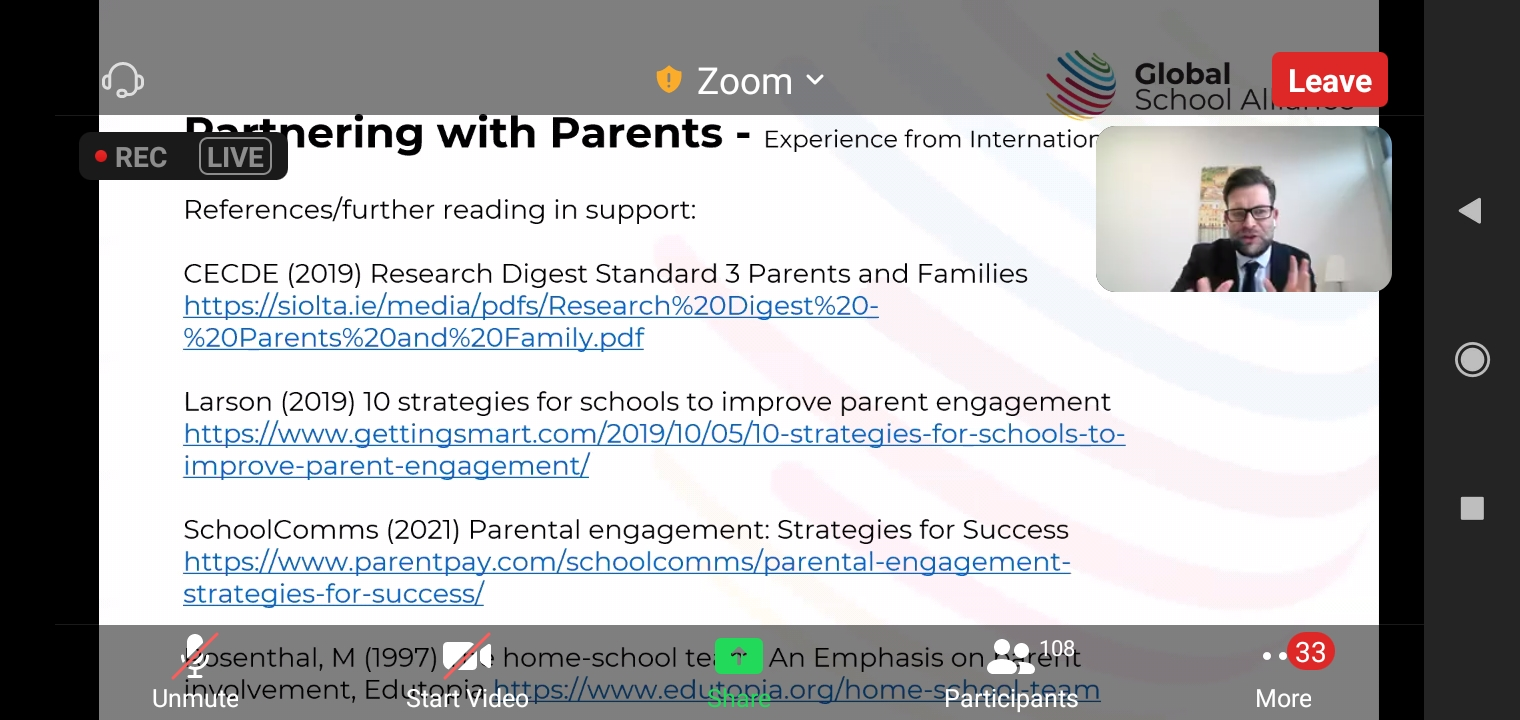 Zoom
Global
School Alliance
Leave
Partnering with Parents - Experience from Internation
REC LIVE
References/further reading in support:
CECDE (2019) Research Digest Standard 3 Parents and Families
https://siolta.ie/media/pdfs/Research%20Digest%20-
%20Parents%20and%20Family.pdf
Larson (2019) 10 strategies for schools to improve parent engagement
https://www.gettingsmart.com/2019/10/05/10-strategies-for-schools-to-
improve-parent-engagement/
SchoolComms (2021) Parental engagement: Strategies for Success
https://www.parentpay.com/schoolcomms/parental-engagement-
strategies-for-success/
Rosenthal, M (1997) home-school team: An Emphasis on parent
involvement, Edutopia https://www.edutopia.org/home-school-team
108
33
Unmute
Start Video
Share
Participants
More